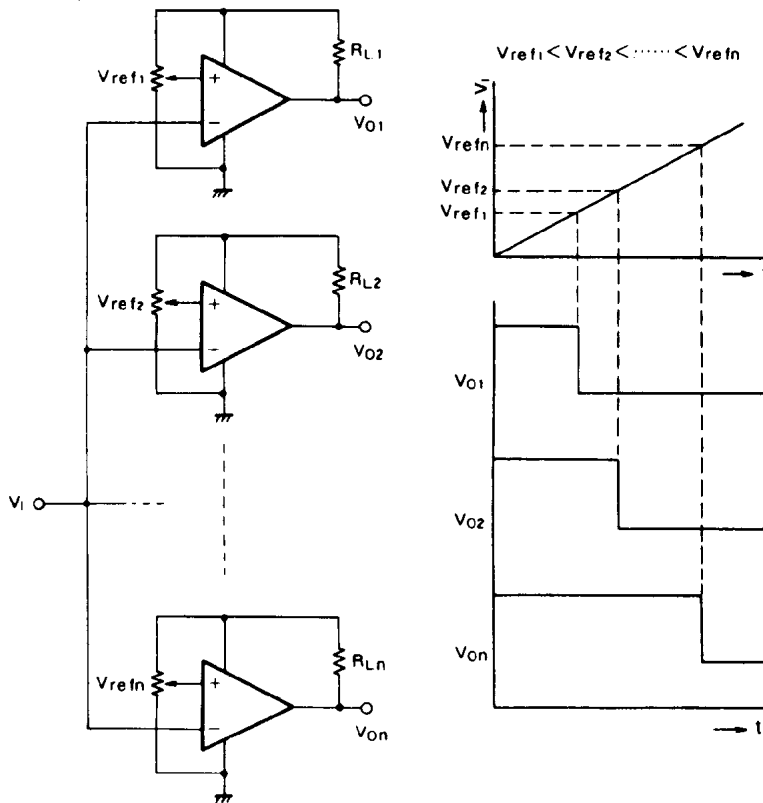 Vref1
+
−
RL1
VO1
Vref2
+
−
RL2
VO2
VI
Vrefn
+
−
RLn
VOn
Vref1 < Vref2 < ······ < Vrefn
VI
Vrefn
Vref2
Vref1
VO1
VO2
VOn
t